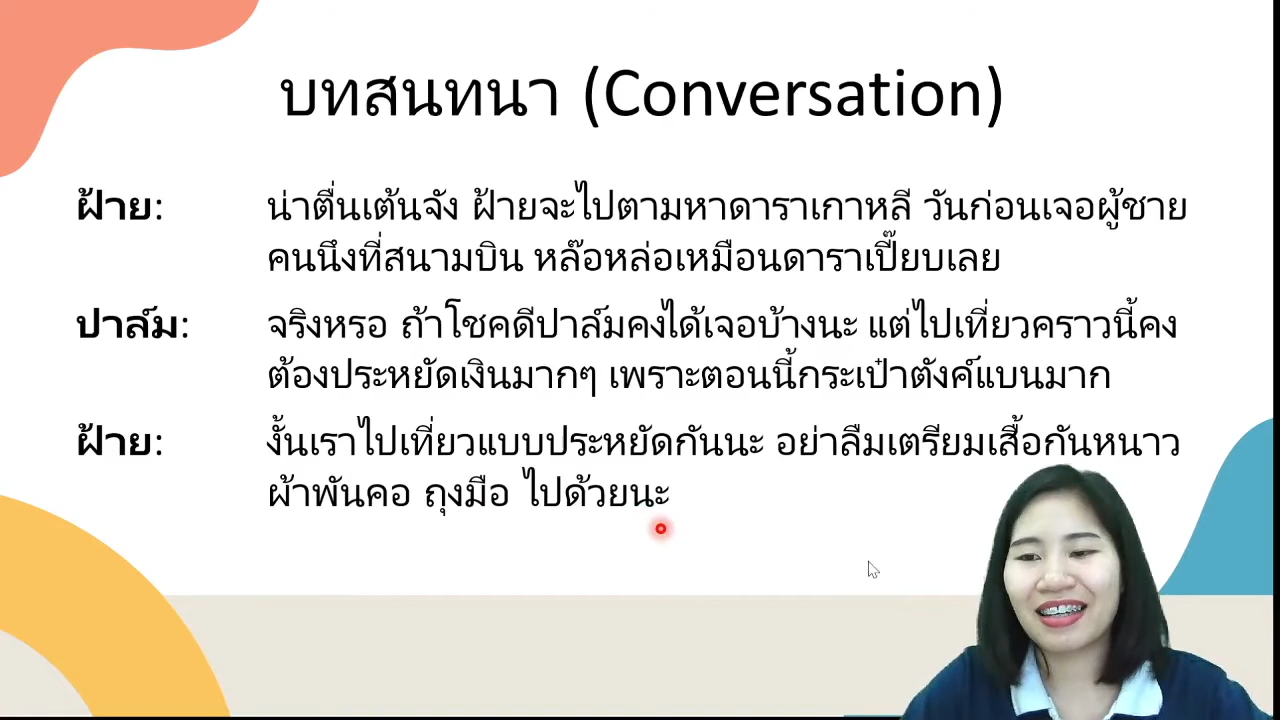 บทสนทนา (Conversation)
ฝ้าย: น่าตื่นเต้นจัง ฝ้ายจะไปตามหาดาราเกาหลี วันก่อนเจอผู้ชาย
คนนึงที่สนามบิน หล๊อหล่อเหมือนดาราเปี๊ยบเลย
ปาล์ม: จริงหรอ ถ้าโชคดีปาล์มคงได้เจอบ้างนะ แต่ไปเที่ยวคราวนี้คง
ต้องประหยัดเงินมากๆ เพราะตอนนี้กระเป๋าตังค์แบนมาก
ฝ้าย: งั้นเราไปเที่ยวแบบประหยัดกันนะ อย่าลืมเตรียมเสื้อกันหนาว
ผ้าพันคอ ถุงมือ ไปด้วยนะ